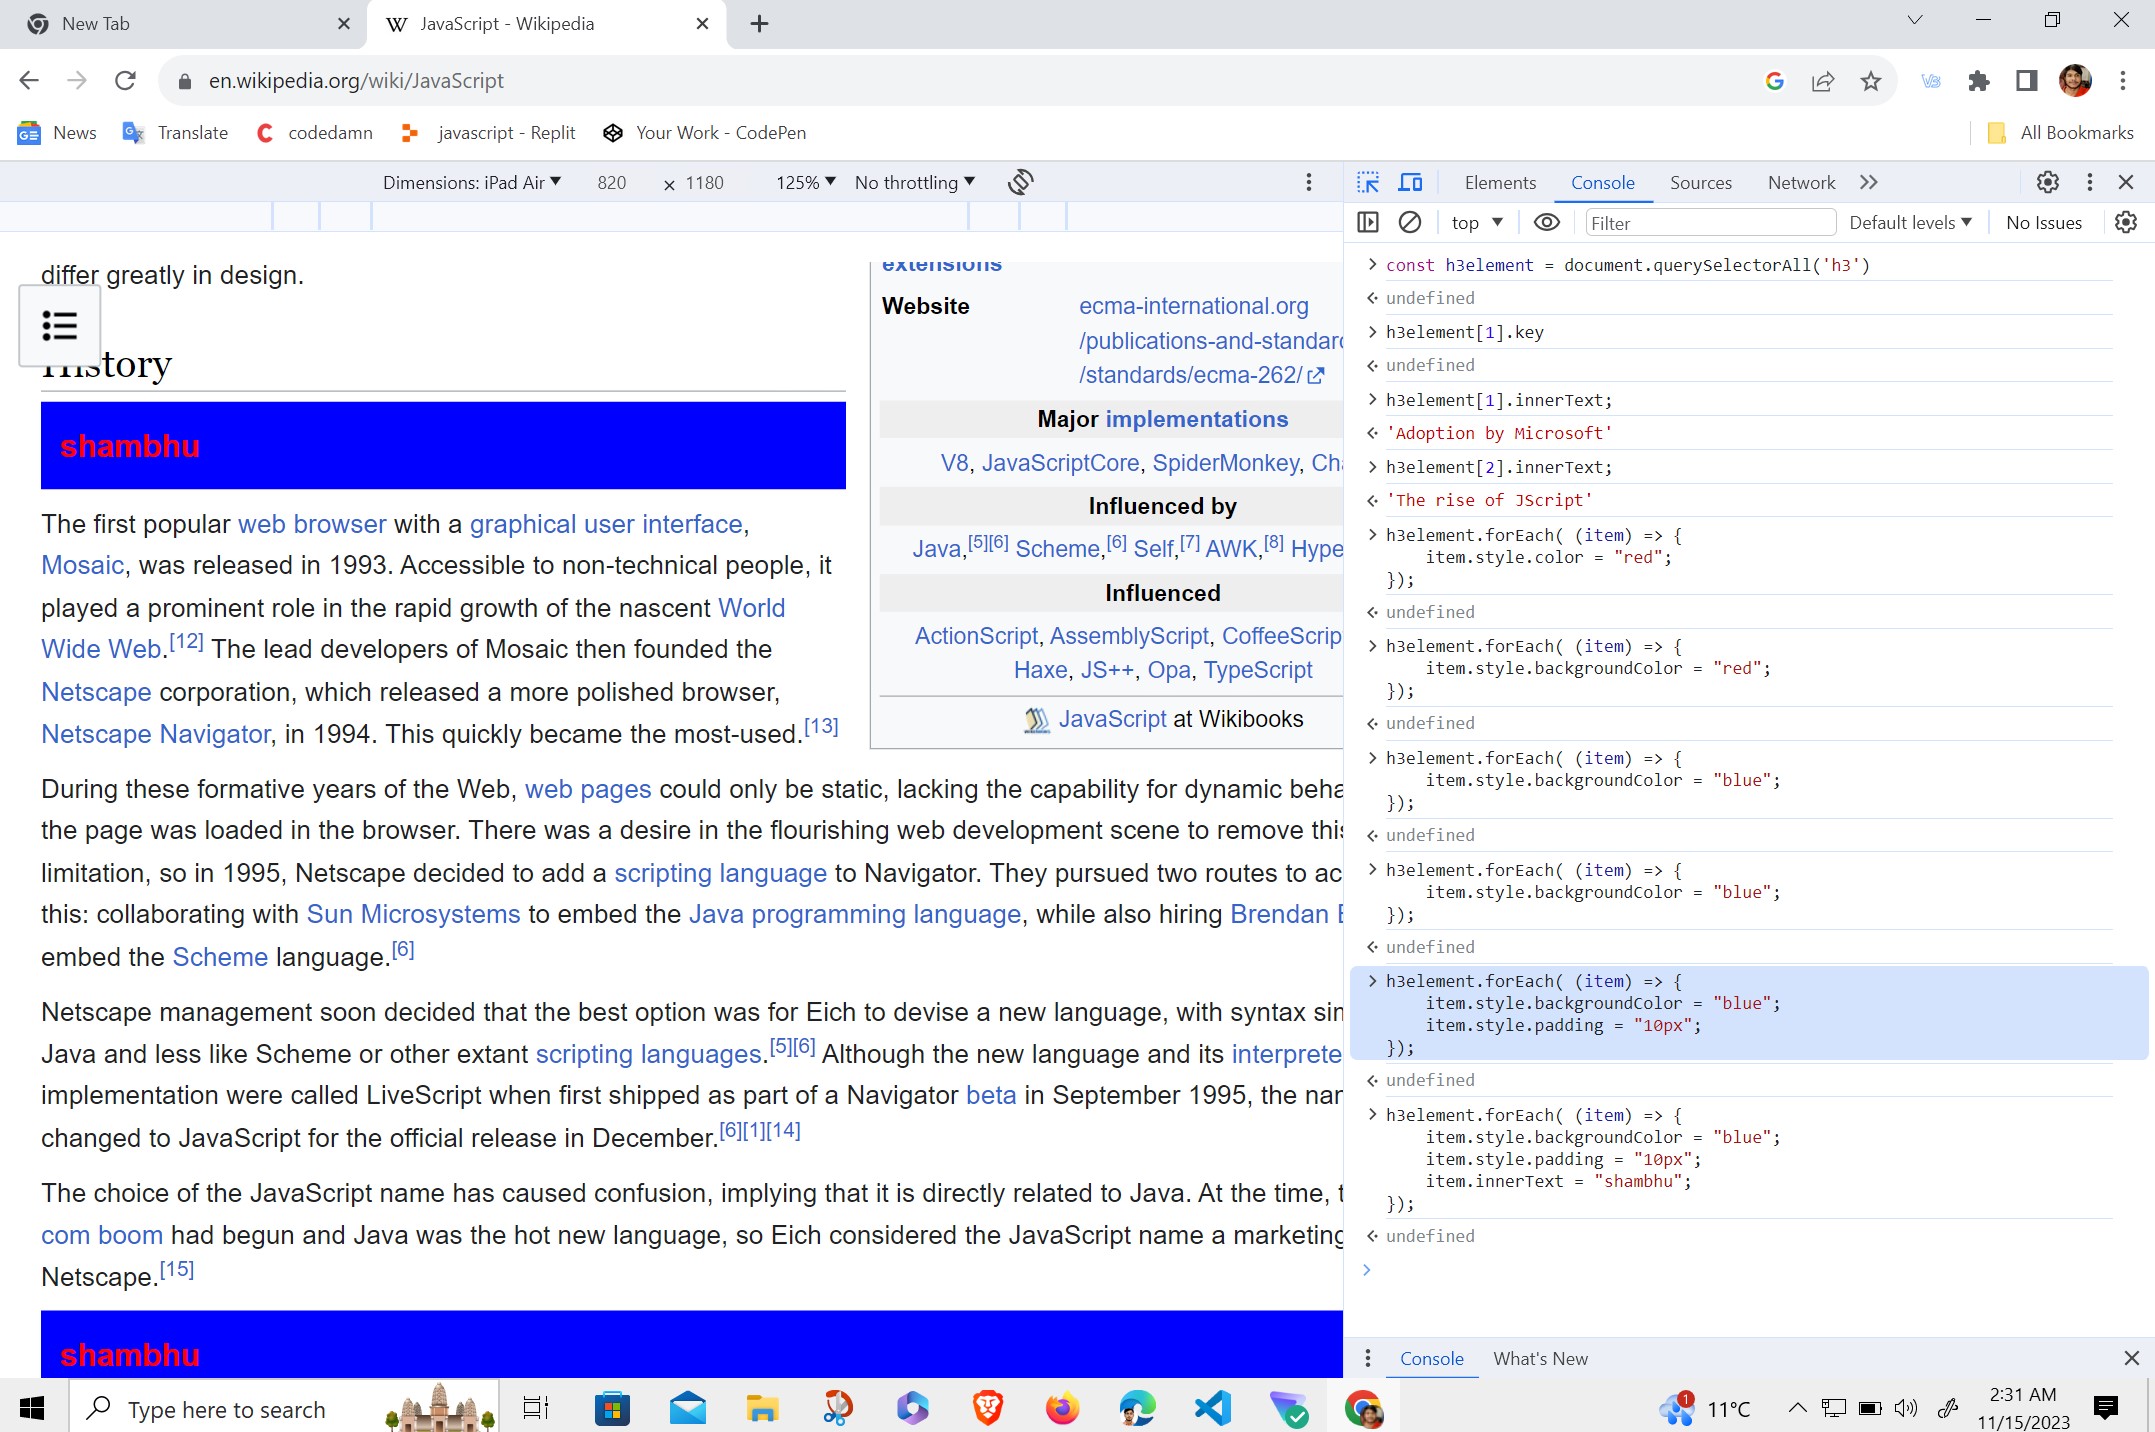 New Tab
JavaScript - Wikipedia
en.wikipedia.org/wiki/JavaScript
News
Translate
codedamn
javascript - Replit
Your Work - CodePen
All Bookmarks
Dimensions: iPad Air
820
× 1180
125%
No throttling
Elements
Console
Sources
Network
top
Filter
Default levels
No Issues
differ greatly in design.
History
shambhu
The first popular web browser with a graphical user interface,
Mosaic, was released in 1993. Accessible to non-technical people, it
played a prominent role in the rapid growth of the nascent World
Wide Web.[12] The lead developers of Mosaic then founded the
Netscape corporation, which released a more polished browser,
Netscape Navigator, in 1994. This quickly became the most-used.[13]
extensions
Website
ecma-international.org
/publications-and-standar
/standards/ecma-262/
Major implementations
V8, JavaScriptCore, SpiderMonkey, Ch
Influenced by
Java,[5][6] Scheme,[6] Self,[7] AWK,[8] Hype
Influenced
ActionScript, AssemblyScript, CoffeeScrip
Haxe, JS++, Opa, TypeScript
JavaScript at Wikibooks
During these formative years of the Web, web pages could only be static, lacking the capability for dynamic beha
the page was loaded in the browser. There was a desire in the flourishing web development scene to remove this
limitation, so in 1995, Netscape decided to add a scripting language to Navigator. They pursued two routes to ac
this: collaborating with Sun Microsystems to embed the Java programming language, while also hiring Brendan E
embed the Scheme language.[6]
Netscape management soon decided that the best option was for Eich to devise a new language, with syntax sim
Java and less like Scheme or other extant scripting languages.[5][6] Although the new language and its interprete
implementation were called LiveScript when first shipped as part of a Navigator beta in September 1995, the nam
changed to JavaScript for the official release in December.[6][1][14]
The choice of the JavaScript name has caused confusion, implying that it is directly related to Java. At the time, t
com boom had begun and Java was the hot new language, so Eich considered the JavaScript name a marketing
Netscape.[15]
shambhu
const h3element = document.querySelectorAll('h3')
undefined
h3element[1].key
undefined
h3element[1].innerText;
'Adoption by Microsoft'
h3element[2].innerText;
'The rise of JScript'
h3element.forEach( (item) => {
item.style.color = "red";
});
undefined
h3element.forEach( (item) => {
item.style.backgroundColor = "red";
});
undefined
h3element.forEach( (item) => {
item.style.backgroundColor = "blue";
});
undefined
h3element.forEach( (item) => {
item.style.backgroundColor = "blue";
});
undefined
h3element.forEach( (item) => {
item.style.backgroundColor = "blue";
item.style.padding = "10px";
});
undefined
h3element.forEach( (item) => {
item.style.backgroundColor = "blue";
item.style.padding = "10px";
item.innerText = "shambhu";
});
undefined
Console
What's New
Type here to search
1
11°C
2:31 AM
11/15/2023